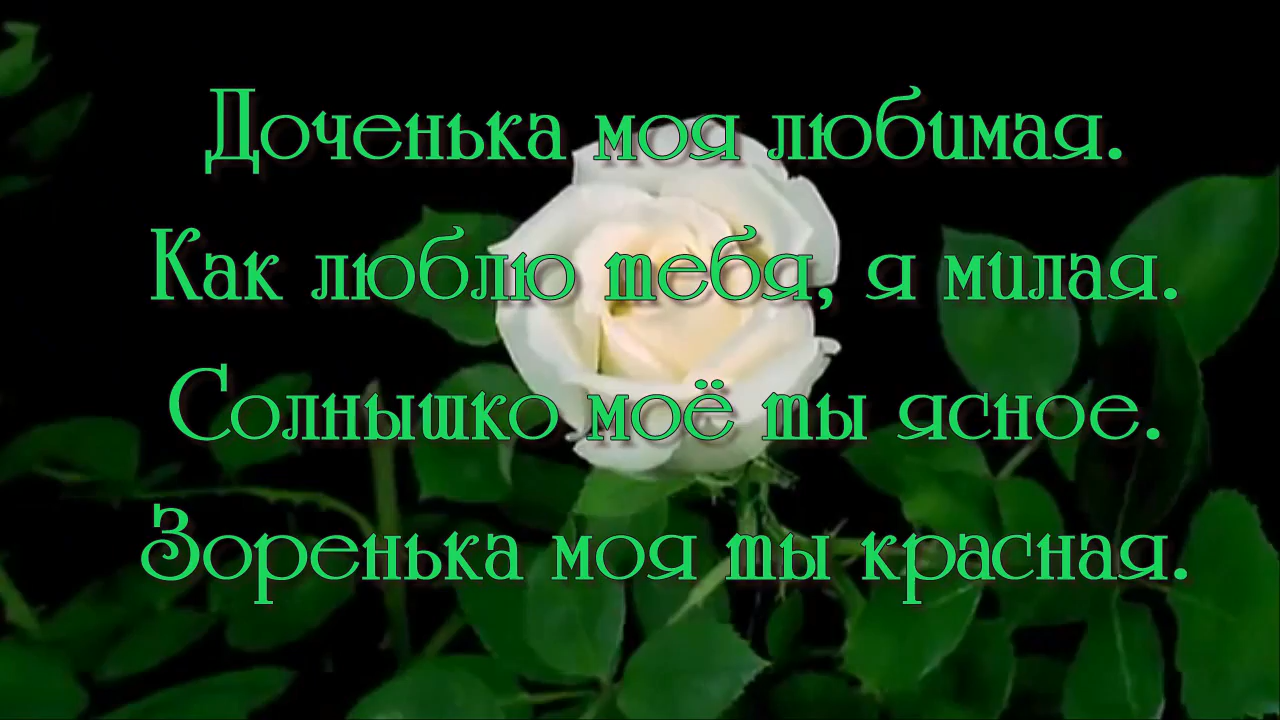 Доченька моя любимая.
Как люблю тебя, я милая.
Солнышко моё ты ясное.
Зоренька моя ты красная.